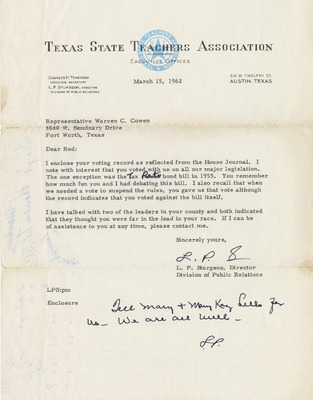 TEXAS STATE TEACHERS ASSOCIATION
EXECUTIVE OFFICES
CHARLES H. TENNYSON
EXECUTIVE SECRETARY
L. P. STURGEON, DIRECTOR
DIVISION OF PUBLIC RELATIONS
316 W. TWELFTH ST.
AUSTIN, TEXAS
March 15, 1962
Representative Warren C. Cowen
3640 W. Seminary Drive
Fort Worth, Texas
Dear Red:
I enclose your voting record as reflected from the House Journal. I
note with interest that you voted with us on all our major legislation.
The one exception was the Tax Rate bond bill in 1955. You remember
how much fun you and I had debating this bill. I also recall that when
we needed a vote to suspend the rules, you gave us that vote although
the record indicates that you voted against the bill itself.
I have talked with two of the leaders in your county and both indicated
that they thought you were far in the lead in your race. If I can be
of assistance to you at any time, please contact me.
Sincerely yours,
L. P. S
L. P. Sturgeon, Director
Division of Public Relations
LPS:pm
Enclosure
Tell Mary + Mary Kay hello for
us - We are all well -
LP